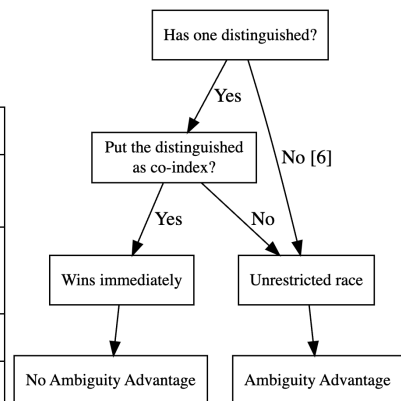 Has one distinguished?
Yes
Put the distinguished
as co-index?
No [6]
Yes
No
Wins immediately
Unrestricted race
No Ambiguity Advantage
Ambiguity Advantage